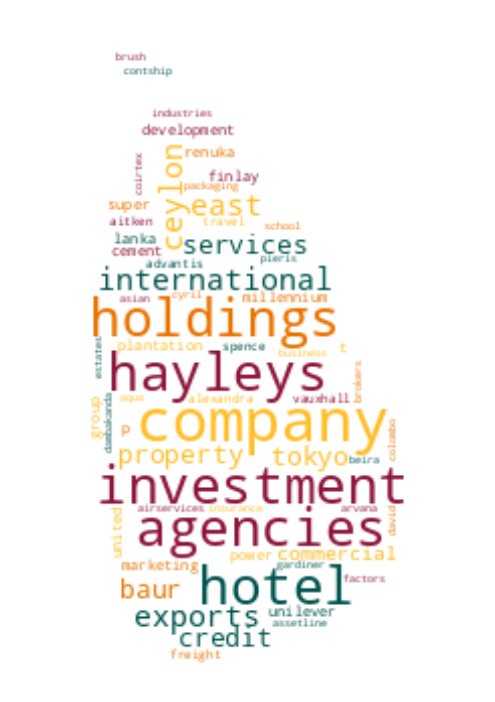 brush
contship
industries
development
ceylon
renuka
coirtex
finlay
packaging
super
east
aitken
travel
school
lanka
services
cement
pieris
advantis
international
asian
cyril
millennium
holdings
estates
plantation
spence
t
business
hayleys
brokers
aqua
alexandra
vauxhall
group
dambakanda
company
p
colombo
property
tokyo
beira
investment
united
airservices
insurance
arvana
david
agencies
power
commercial
marketing
gardiner
hotel
factors
baur
exports
unilever
assetline
credit
freight